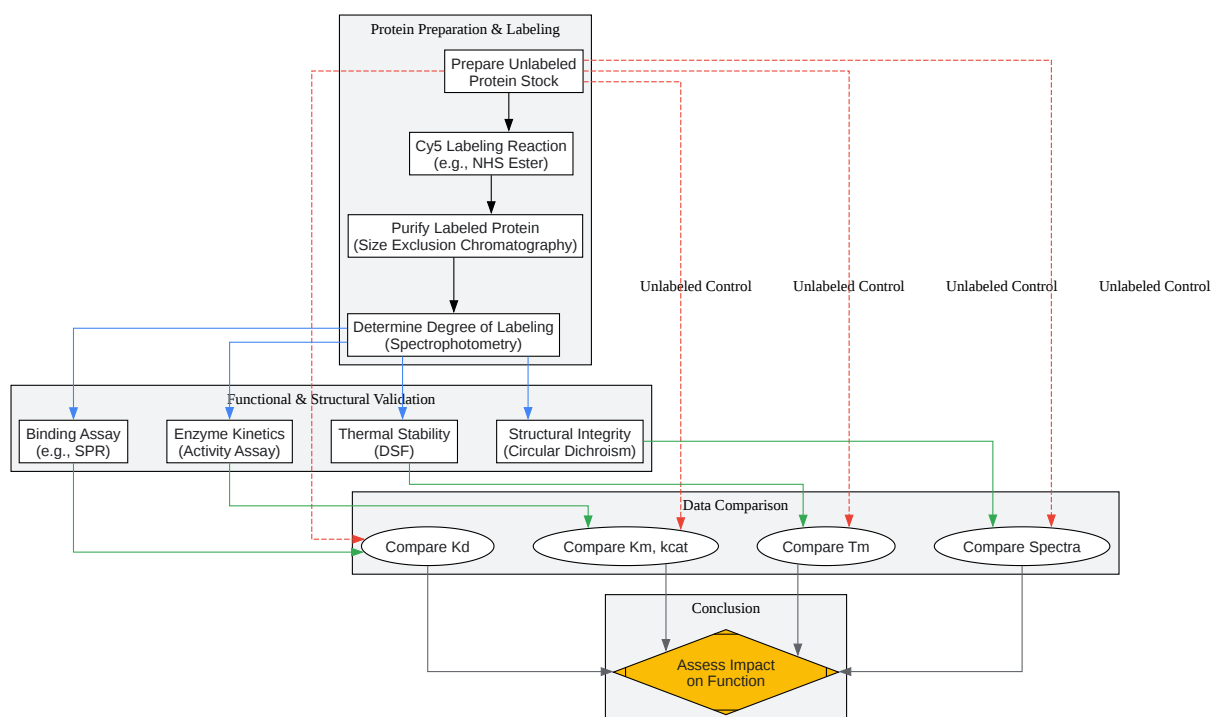 Protein Preparation & Labeling
Prepare Unlabeled
Protein Stock
Cy5 Labeling Reaction
(e.g., NHS Ester)
Purify Labeled Protein
(Size Exclusion Chromatography)
Unlabeled Control
Unlabeled Control
Unlabeled Control
Unlabeled Control
Determine Degree of Labeling
(Spectrophotometry)
Functional & Structural Validation
Binding Assay
(e.g., SPR)
Enzyme Kinetics
(Activity Assay)
Thermal Stability
(DSF)
Structural Integrity
(Circular Dichroism)
Data Comparison
Compare Kd
Compare Km, kcat
Compare Tm
Compare Spectra
Conclusion
Assess Impact
on Function